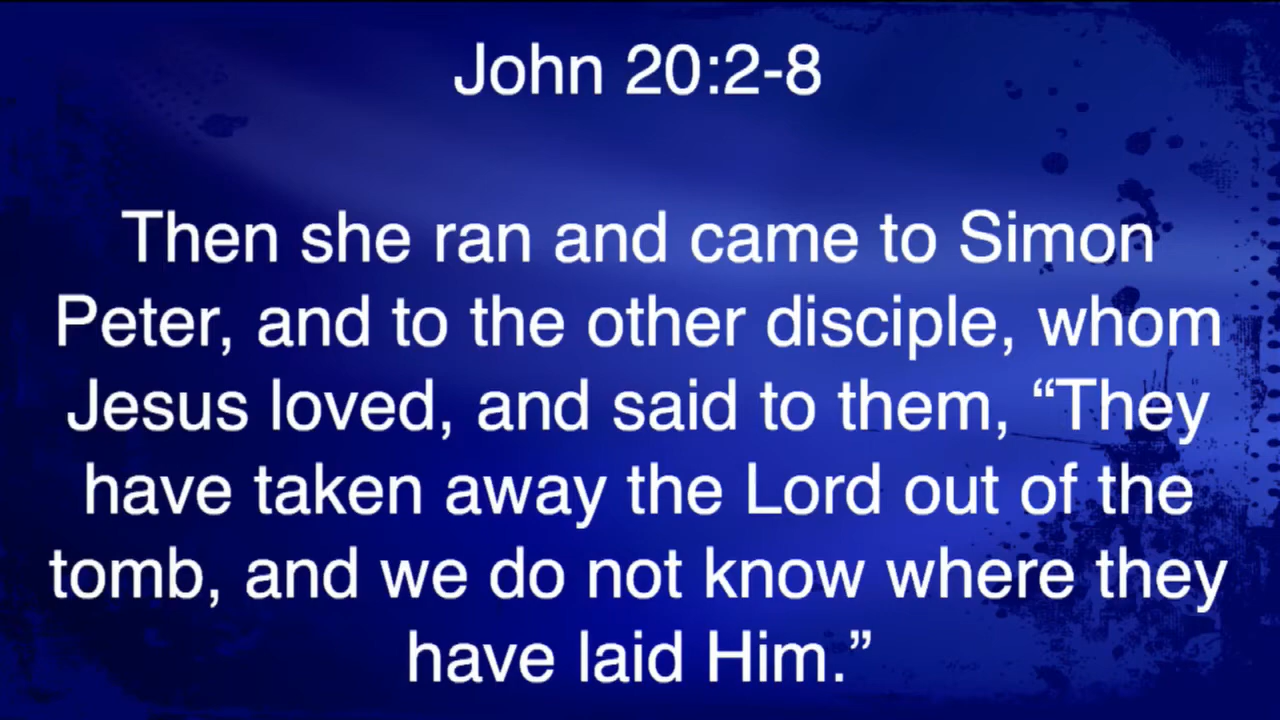 John 20:2-8
Then she ran and came to Simon
Peter, and to the other disciple, whom
Jesus loved, and said to them, “They
have taken away the Lord out of the
tomb, and we do not know where they
have laid Him.”